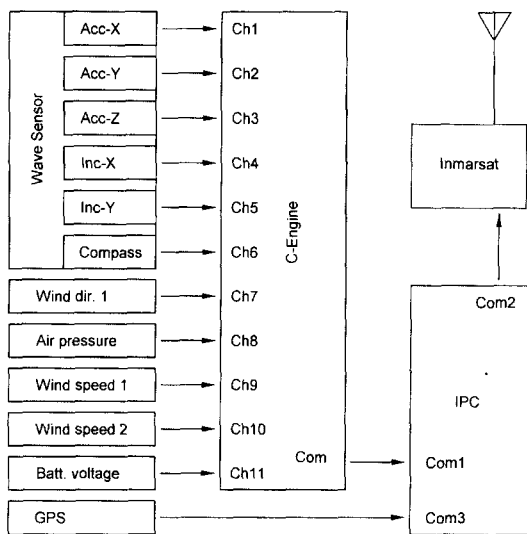 Wave Sensor
Acc-X
Acc-Y
Acc-Z
Inc-X
Inc-Y
Compass
Wind dir. 1
Air pressure
Wind speed 1
Wind speed 2
Batt. voltage
GPS
Ch1
Ch2
Ch3
Ch4
Ch5
Ch6
Ch7
Ch8
Ch9
Ch10
Ch11
C-Engine
Com
Inmarsat
Com2
IPC
Com1
Com3